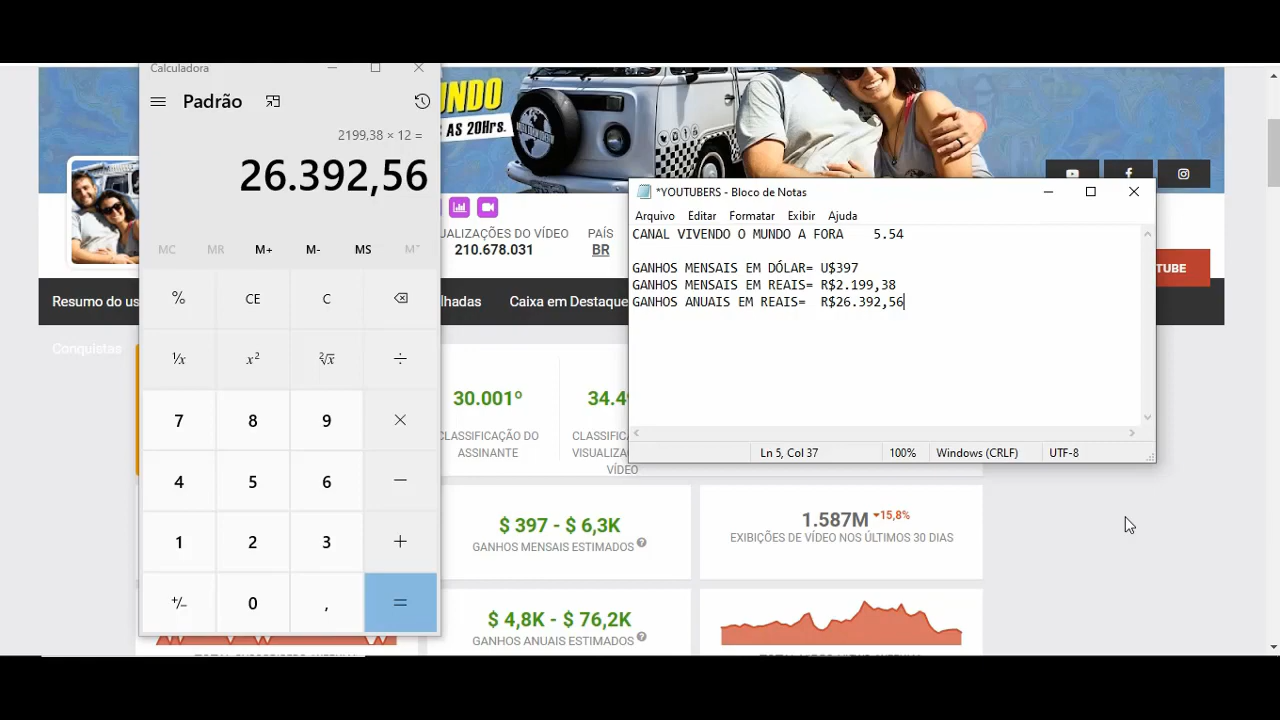 Calculadora
Padrão
2199,38 × 12 =
26.392,56
MC MR M+ M- MS M˅
% CE C
¹/x x² ²√x ÷
7 8 9 ×
4 5 6 −
1 2 3 +
+/− 0 , =
UNDO
AS 20Hrs.
UALIZAÇÕES DO VÍDEO
210.678.031
PAÍS
BR
TUBE
Resumo do us
lhadas
Caixa em Destaque
Conquistas
*YOUTUBERS - Bloco de Notas
Arquivo Editar Formatar Exibir Ajuda
CANAL VIVENDO O MUNDO A FORA 5.54
GANHOS MENSAIS EM DÓLAR= U$397
GANHOS MENSAIS EM REAIS= R$2.199,38
GANHOS ANUAIS EM REAIS= R$26.392,56
Ln 5, Col 37 100% Windows (CRLF) UTF-8
30.001º
CLASSIFICAÇÃO DO
ASSINANTE
34.4
CLASSIFIC
VISUALIZAÇ
VÍDEO
$ 397 - $ 6,3K
GANHOS MENSAIS ESTIMADOS
1.587M 15,8%
EXIBIÇÕES DE VÍDEO NOS ÚLTIMOS 30 DIAS
$ 4,8K - $ 76,2K
GANHOS ANUAIS ESTIMADOS